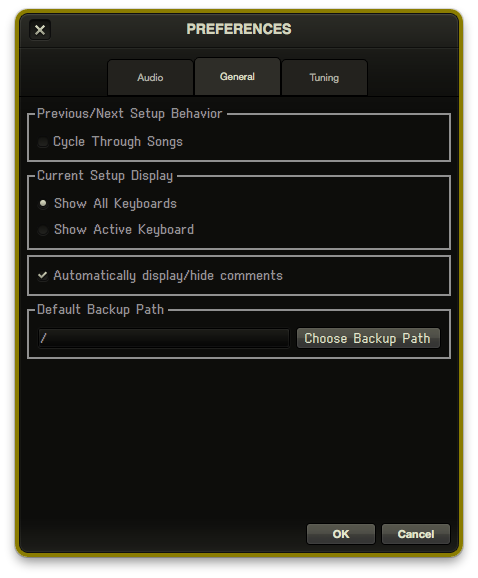 PREFERENCES
Audio
General
Tuning
Previous/Next Setup Behavior
Cycle Through Songs
Current Setup Display
Show All Keyboards
Show Active Keyboard
Automatically display/hide comments
Default Backup Path
/
Choose Backup Path
OK
Cancel